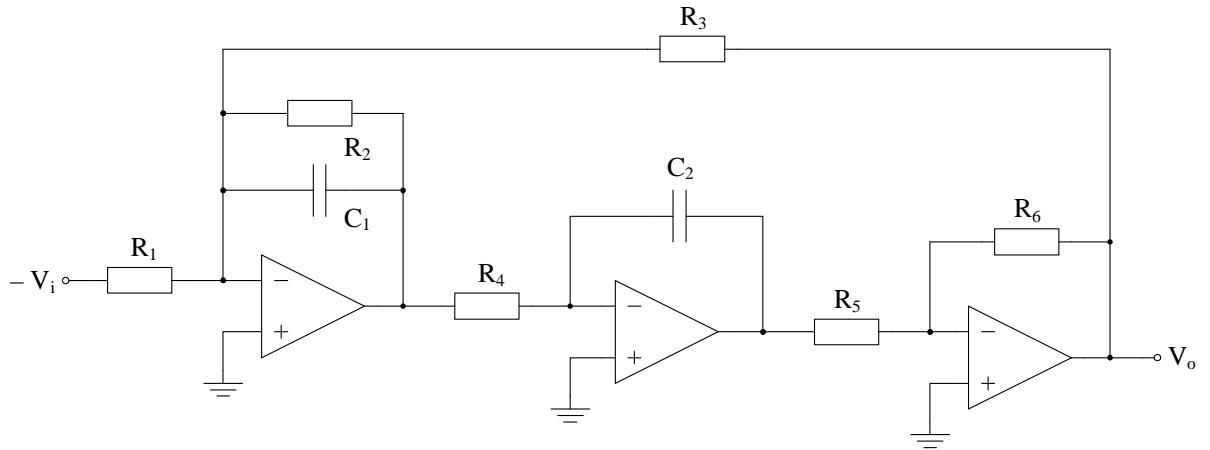 R₃
R₂
C₁
C₂
R₆
− Vᵢ
R₁
−
+
R₄
−
+
R₅
−
+
Vₒ